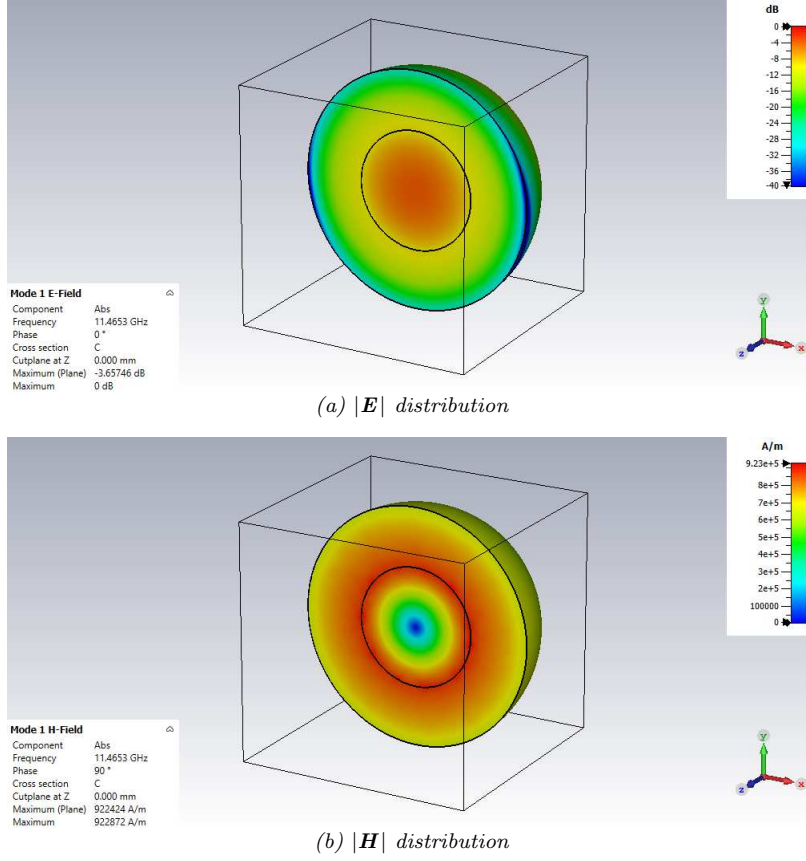 dB
0
-4
-8
-12
-16
-20
-24
-28
-32
-36
-40
y
x
z
Mode 1 E-Field
Component Abs
Frequency 11.4653 GHz
Phase 0 °
Cross section C
Cutplane at Z 0.000 mm
Maximum (Plane) -3.65746 dB
Maximum 0 dB
(a) |E| distribution
A/m
9.23e+5
8e+5
7e+5
6e+5
5e+5
4e+5
3e+5
2e+5
100000
0
y
x
z
Mode 1 H-Field
Component Abs
Frequency 11.4653 GHz
Phase 90 °
Cross section C
Cutplane at Z 0.000 mm
Maximum (Plane) 922424 A/m
Maximum 922872 A/m
(b) |H| distribution